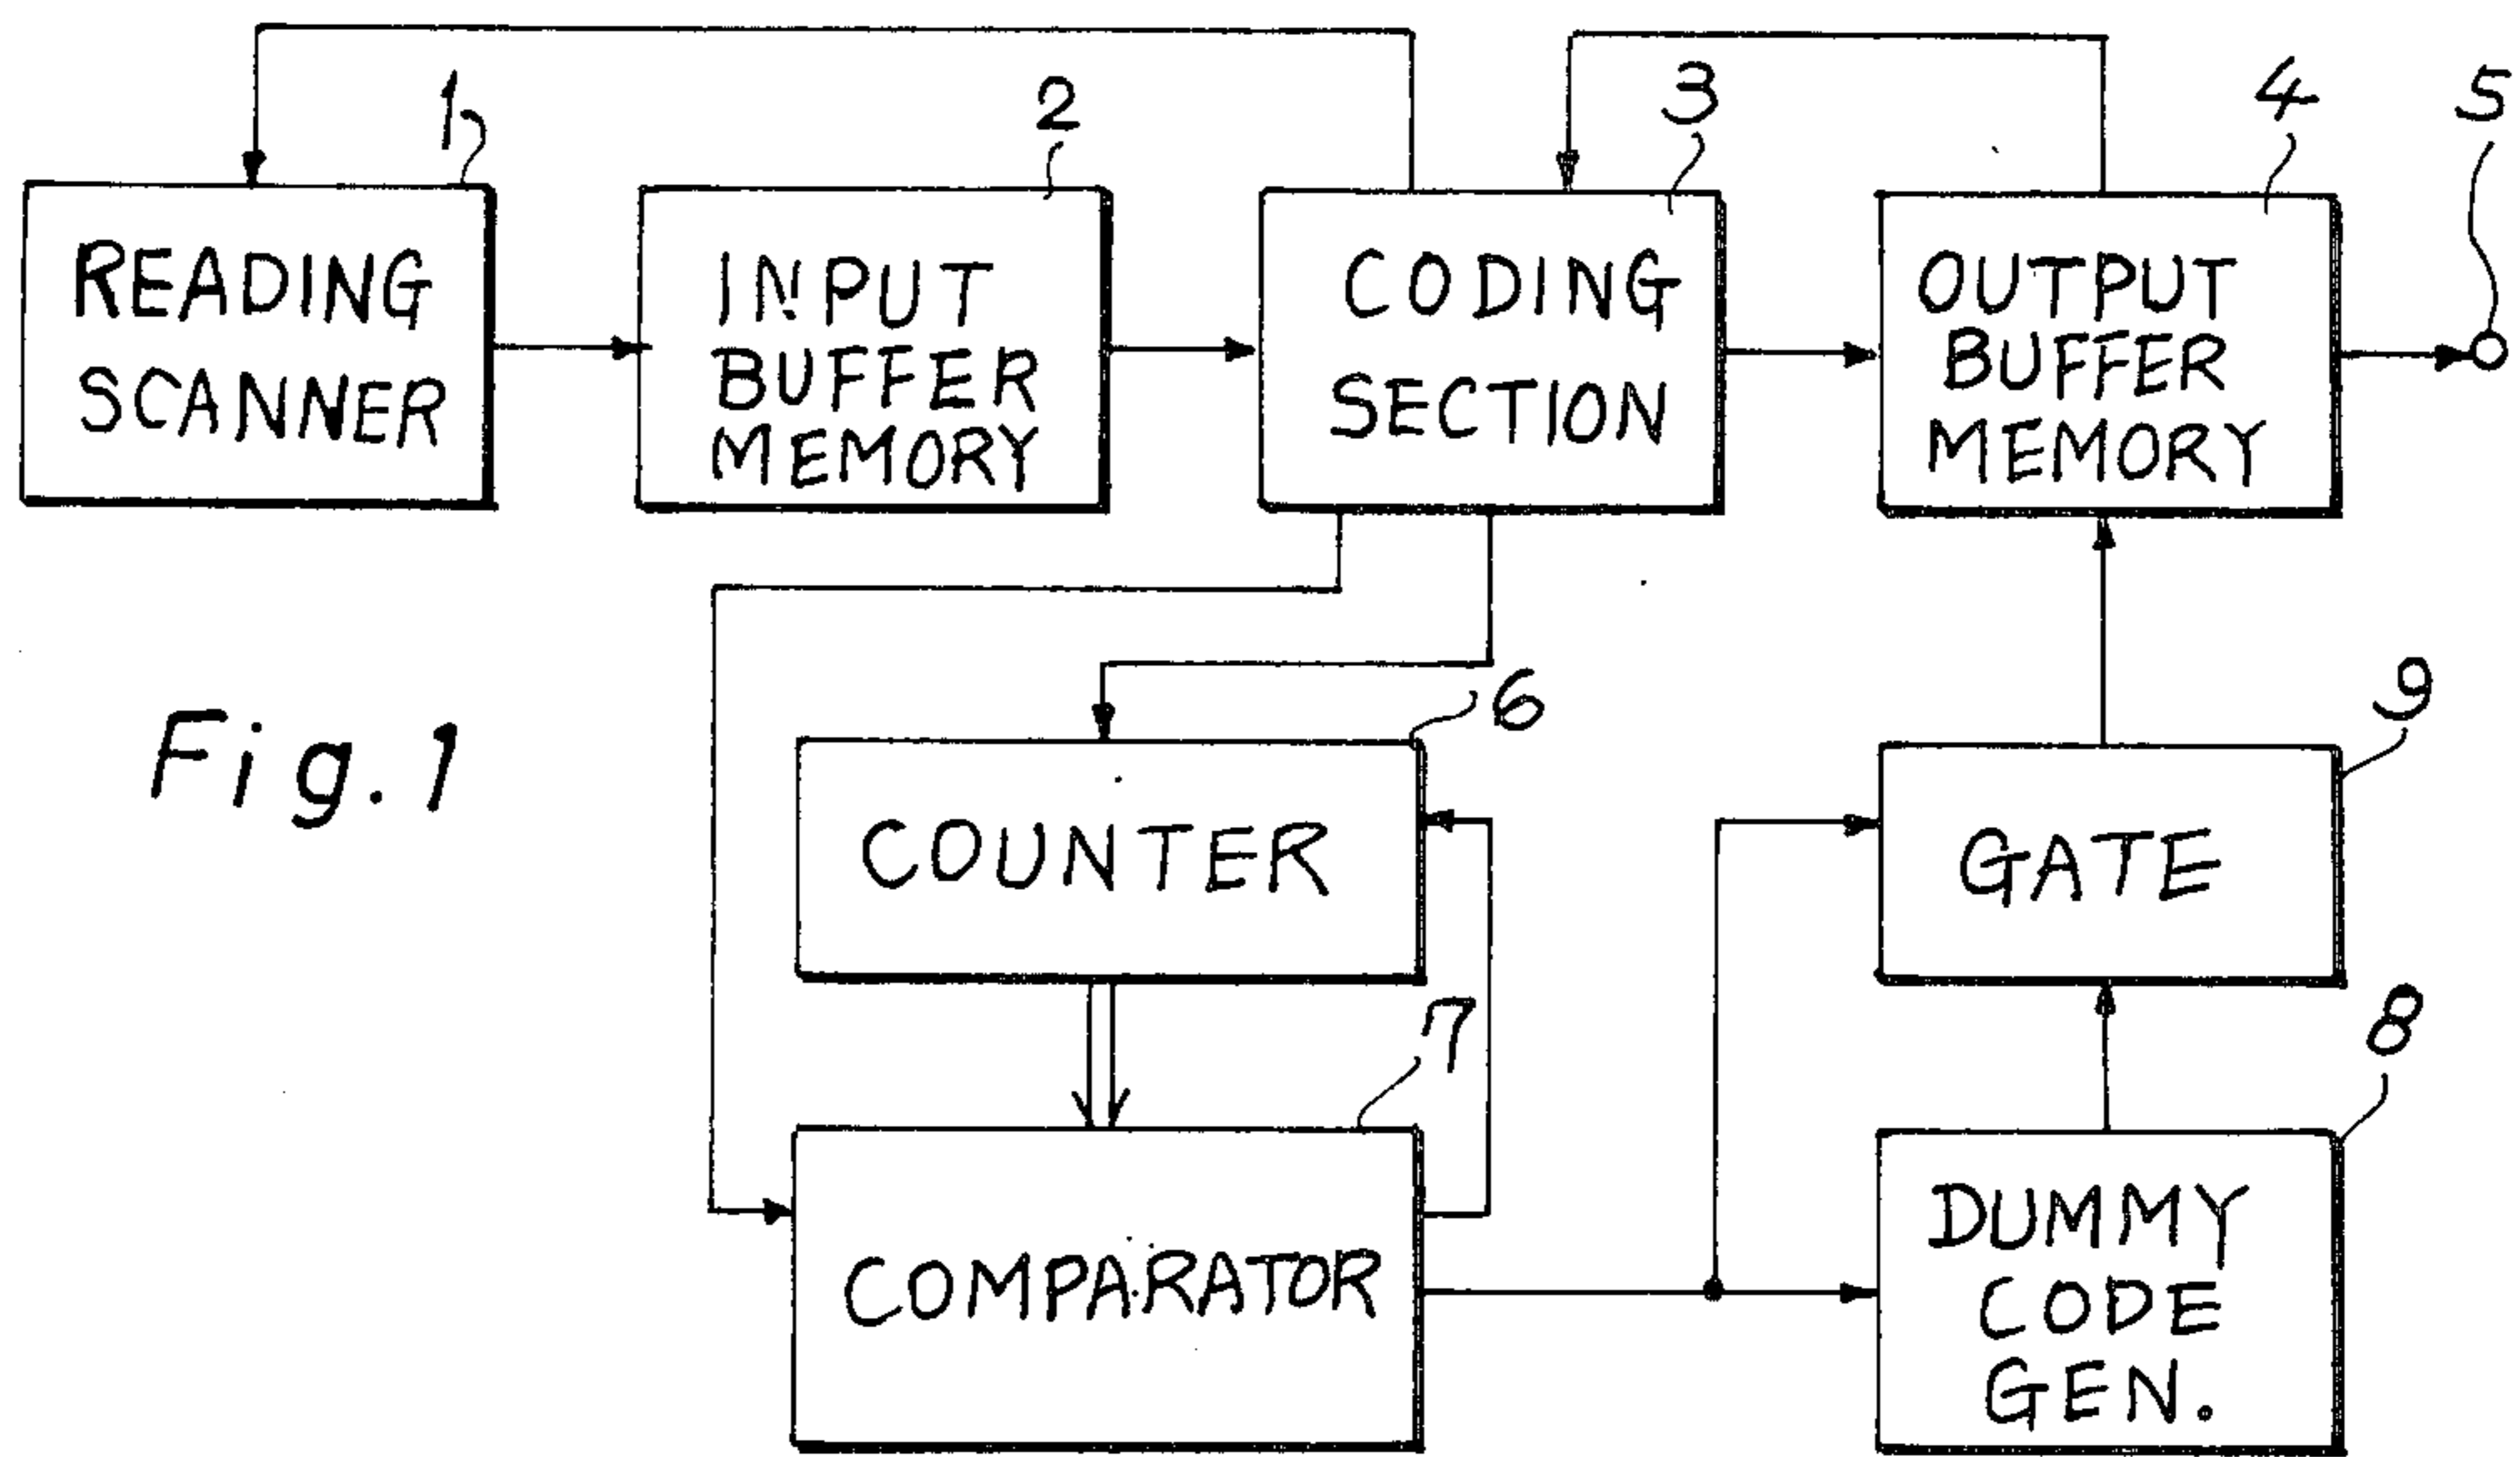 1
2
3
4
5
READING
SCANNER
INPUT
BUFFER
MEMORY
CODING
SECTION
OUTPUT
BUFFER
MEMORY
Fig. 1
6
COUNTER
9
GATE
7
COMPARATOR
8
DUMMY
CODE
GEN.